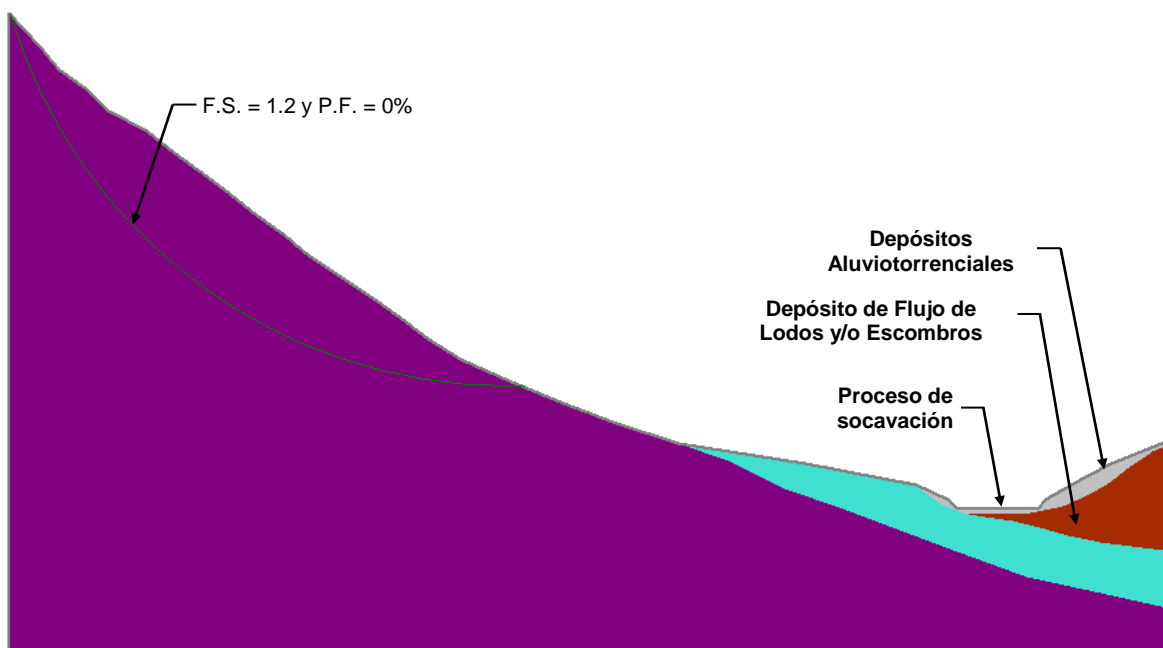 F.S. = 1.2 y P.F. = 0%
Depósitos
Aluviotorrenciales
Depósito de Flujo de
Lodos y/o Escombros
Proceso de
socavación